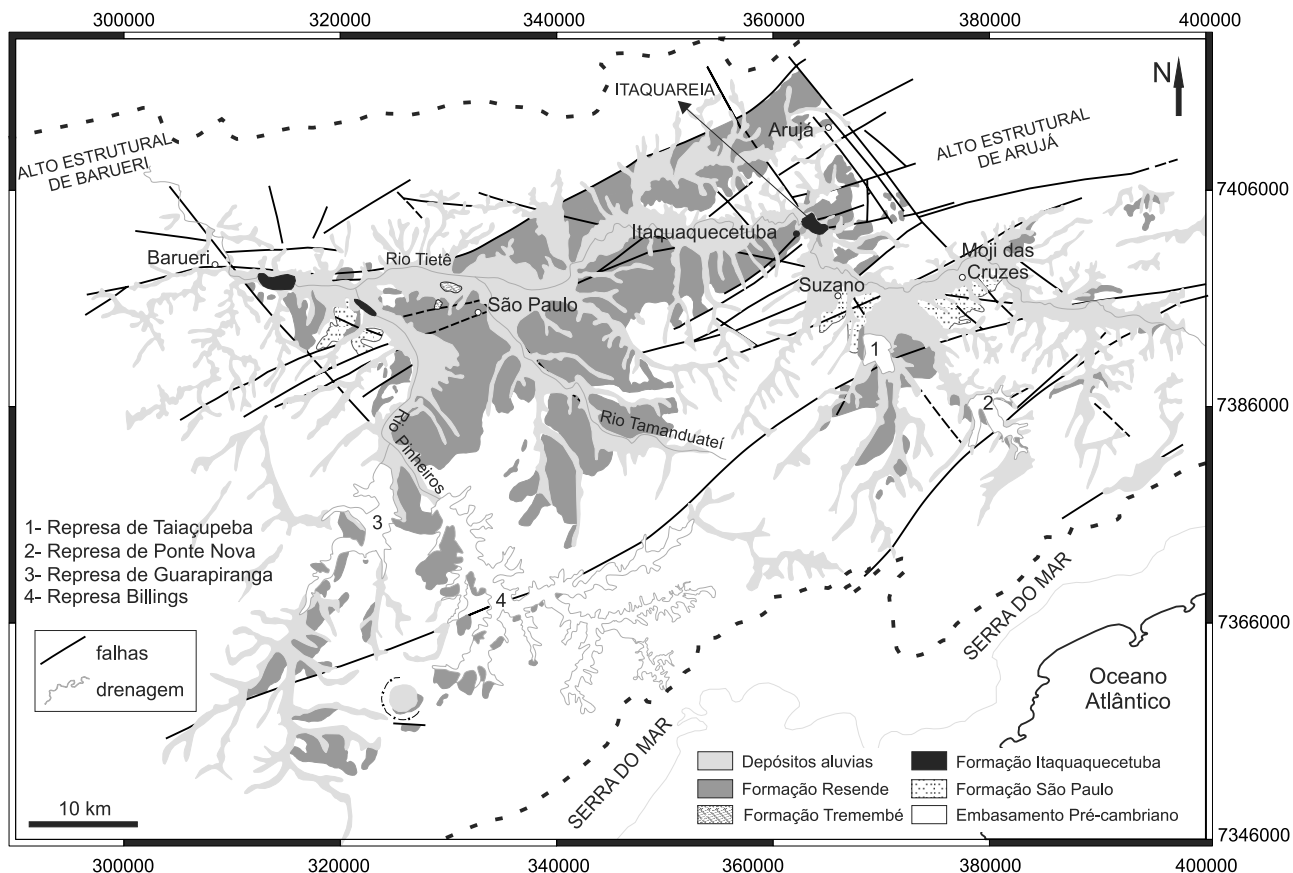 300000
320000
340000
360000
380000
400000
N
ITAQUAREIA
Arujá
ALTO ESTRUTURAL
DE BARUERI
ALTO ESTRUTURAL
DE ARUJÁ
7406000
Itaquaquecetuba
Barueri
Rio Tietê
Moji das
Cruzes
Suzano
São Paulo
1
2
7386000
Rio Tamanduateí
Rio Pinheiros
3
1- Represa de Taiaçupeba
2- Represa de Ponte Nova
3- Represa de Guarapiranga
4- Represa Billings
4
7366000
SERRA DO MAR
falhas
drenagem
Oceano
Atlântico
SERRA DO MAR
Depósitos aluvias
Formação Itaquaquecetuba
Formação Resende
Formação São Paulo
Formação Tremembé
Embasamento Pré-cambriano
10 km
7346000
300000
320000
340000
360000
380000
400000